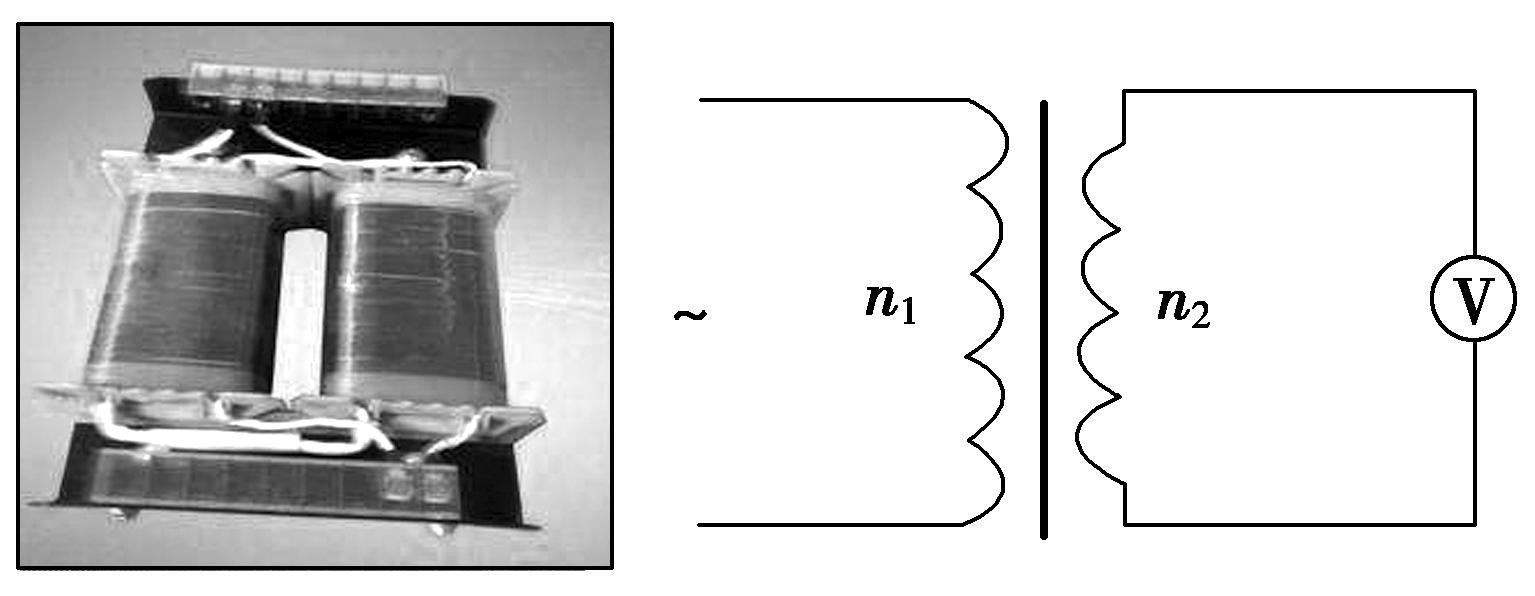 ~
n₁
n₂
V